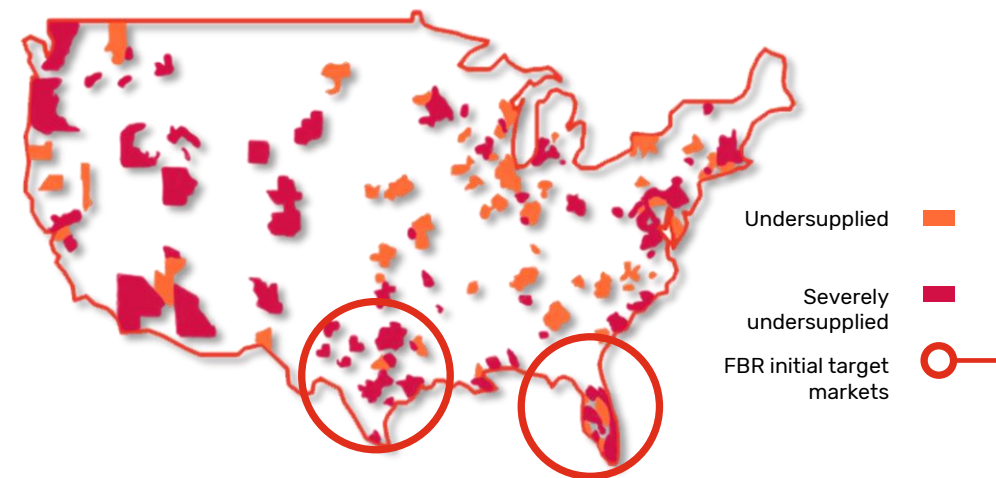 Undersupplied
Severely
undersupplied
FBR initial target
markets